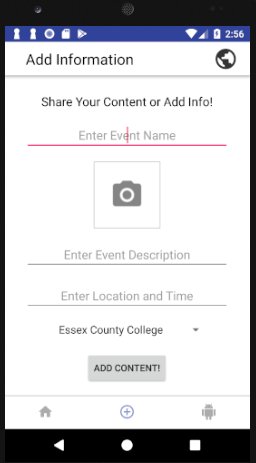 2:56
Add Information
Share Your Content or Add Info!
Enter Event Name
Enter Event Description
Enter Location and Time
Essex County College
ADD CONTENT!